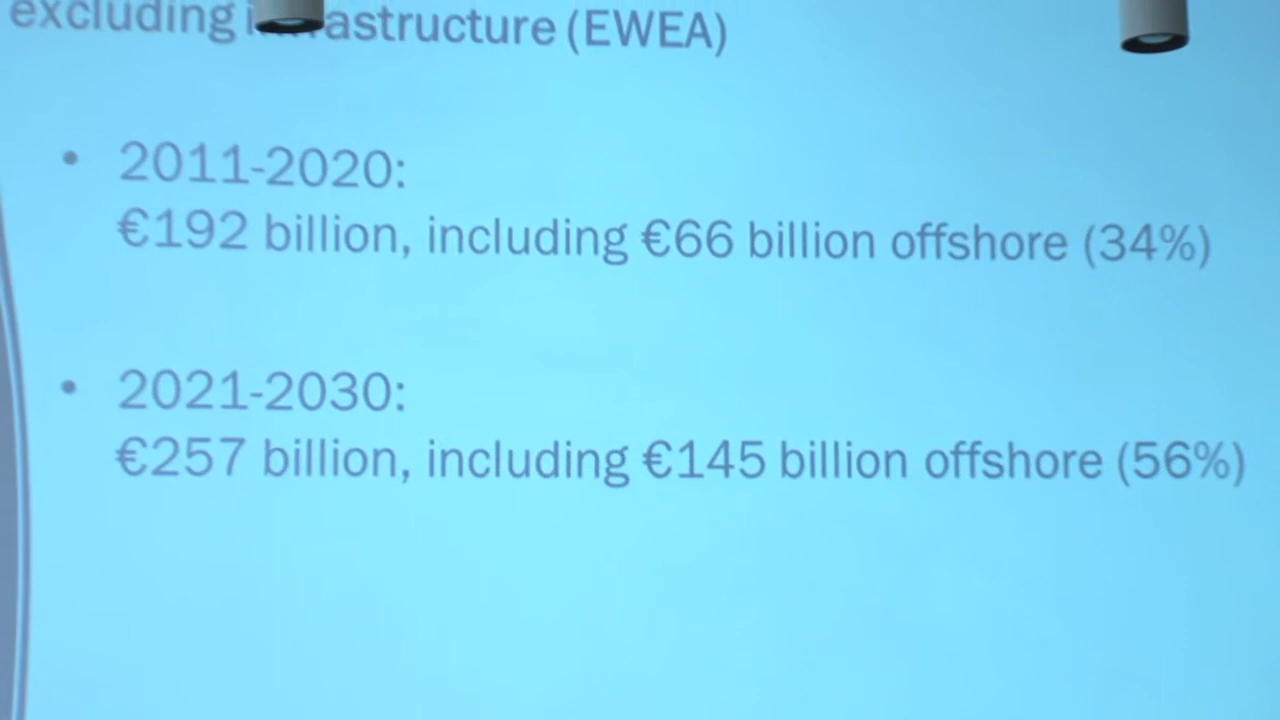 excluding infrastructure (EWEA)
• 2011-2020:
€192 billion, including €66 billion offshore (34%)
• 2021-2030:
€257 billion, including €145 billion offshore (56%)